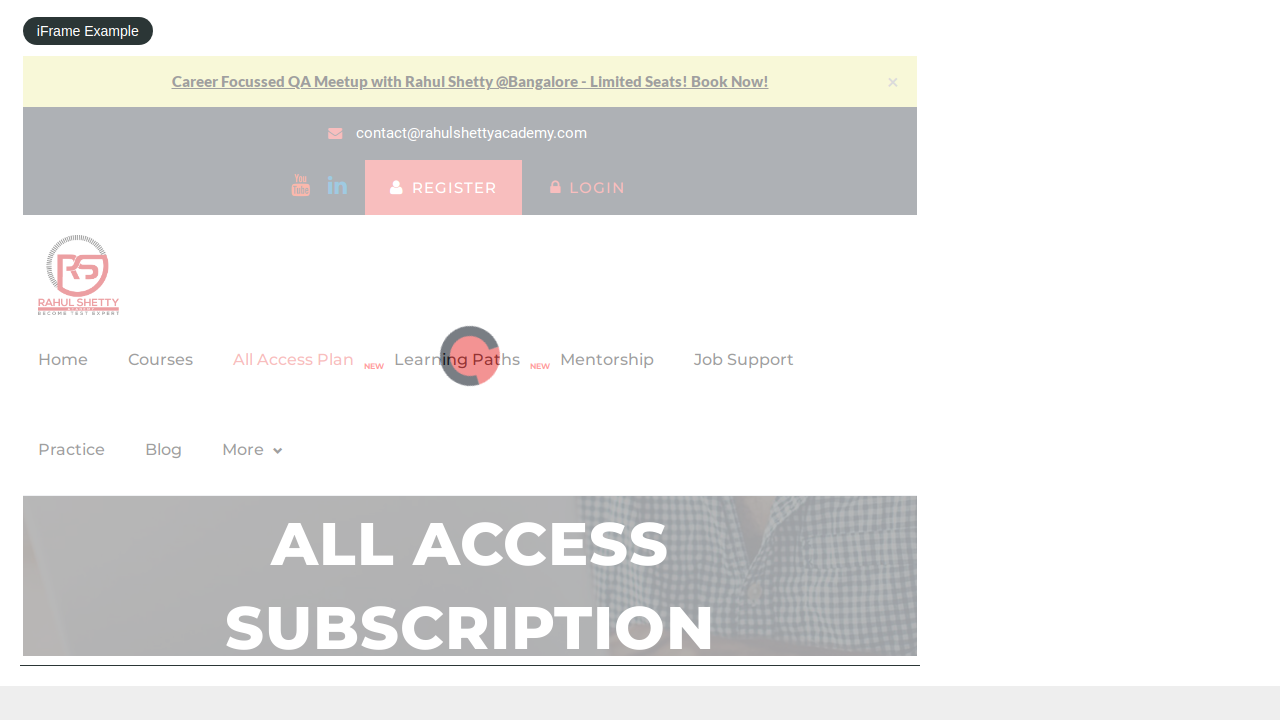 iFrame Example
Career Focussed QA Meetup with Rahul Shetty @Bangalore - Limited Seats! Book Now!
×
contact@rahulshettyacademy.com
You Tube in REGISTER LOGIN
RS
RAHUL SHETTY
ACADEMY
BECOME TEST EXPERT
Home Courses All Access Plan NEW Learning Paths NEW Mentorship Job Support
Practice Blog More
ALL ACCESS
SUBSCRIPTION